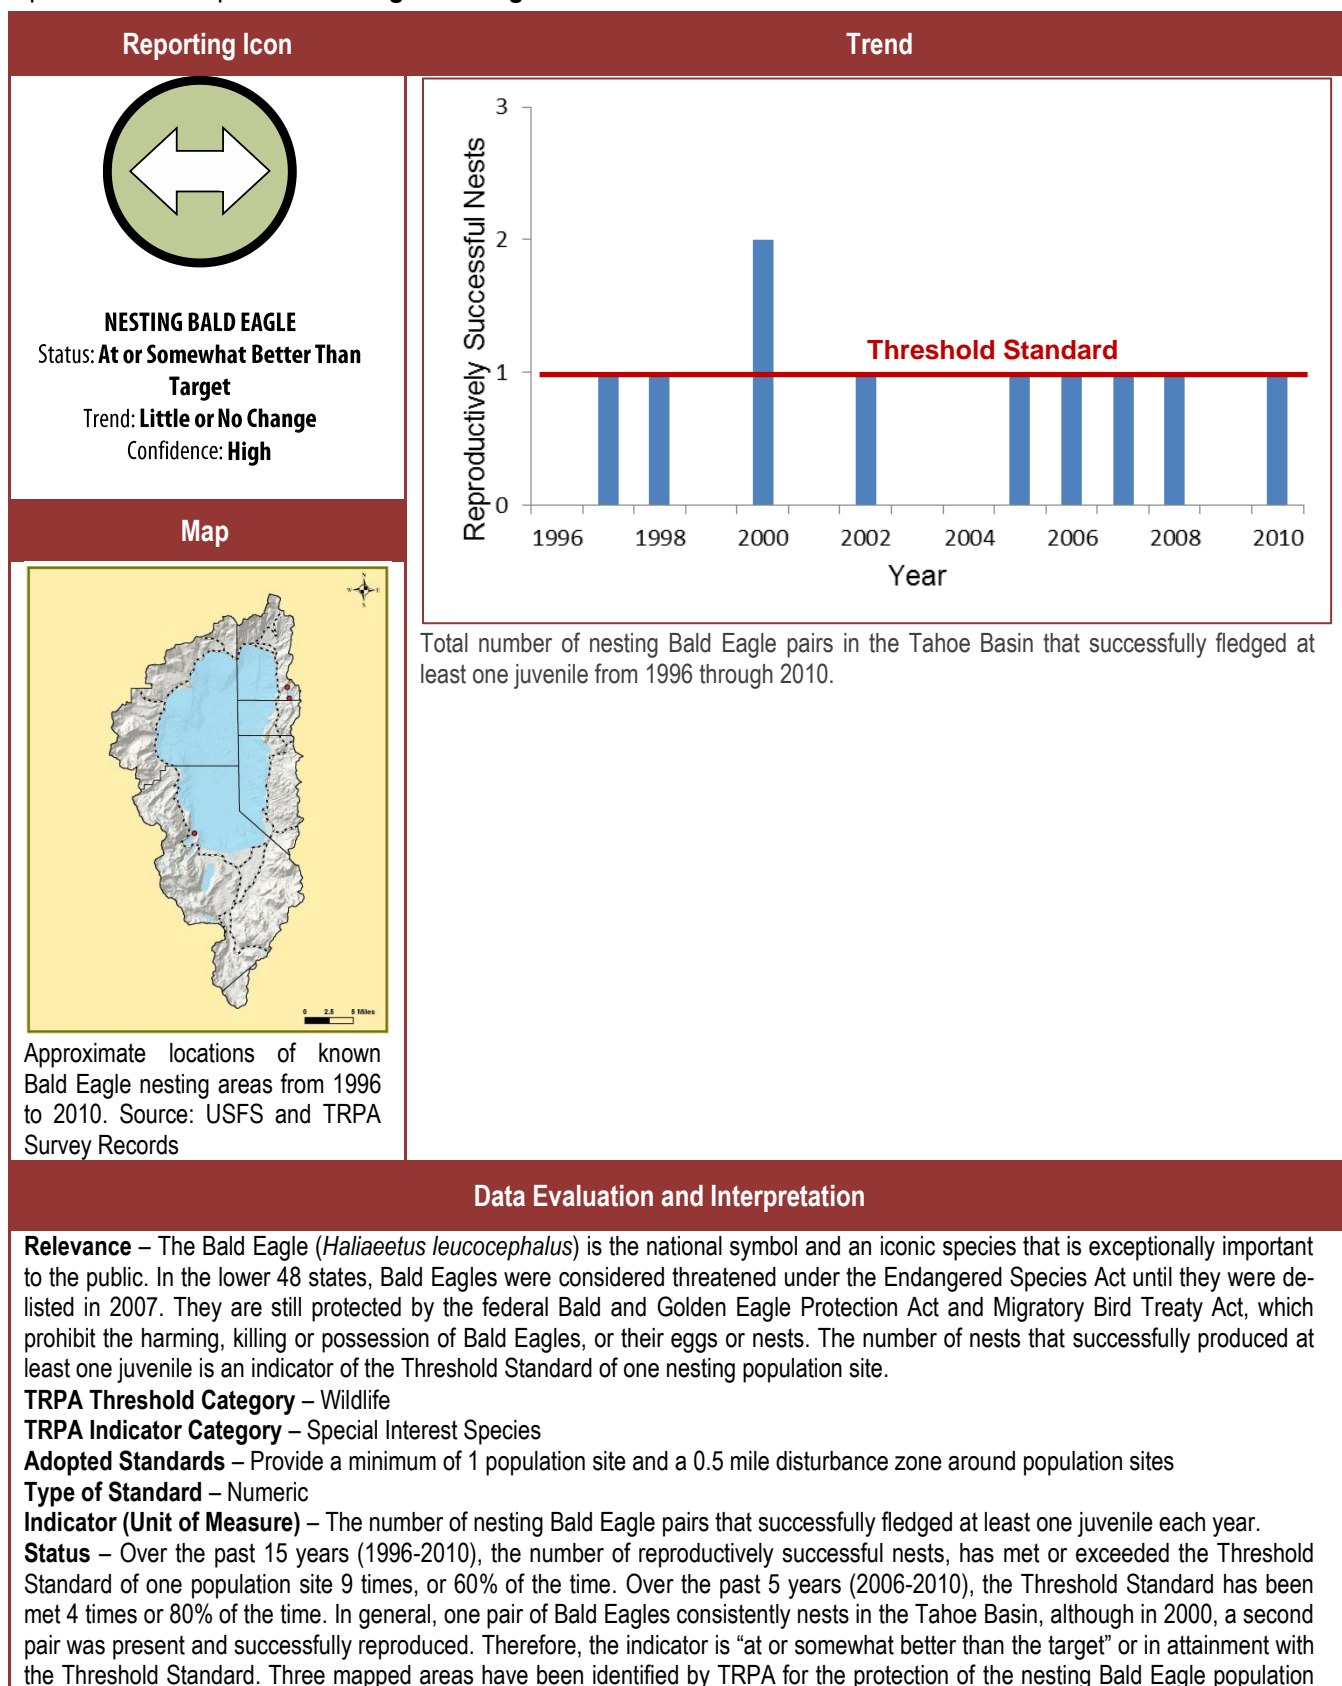 Reporting Icon
Trend
NESTING BALD EAGLE
Status: At or Somewhat Better Than
Target
Trend: Little or No Change
Confidence: High
3
2
1
0
Reproductively Successful Nests
Threshold Standard
1996 1998 2000 2002 2004 2006 2008 2010
Year
Total number of nesting Bald Eagle pairs in the Tahoe Basin that successfully fledged at
least one juvenile from 1996 through 2010.
Map
N
W E
S
0 2.5 5 Miles
Approximate locations of known
Bald Eagle nesting areas from 1996
to 2010. Source: USFS and TRPA
Survey Records
Data Evaluation and Interpretation
Relevance – The Bald Eagle (Haliaeetus leucocephalus) is the national symbol and an iconic species that is exceptionally important
to the public. In the lower 48 states, Bald Eagles were considered threatened under the Endangered Species Act until they were de-
listed in 2007. They are still protected by the federal Bald and Golden Eagle Protection Act and Migratory Bird Treaty Act, which
prohibit the harming, killing or possession of Bald Eagles, or their eggs or nests. The number of nests that successfully produced at
least one juvenile is an indicator of the Threshold Standard of one nesting population site.
TRPA Threshold Category – Wildlife
TRPA Indicator Category – Special Interest Species
Adopted Standards – Provide a minimum of 1 population site and a 0.5 mile disturbance zone around population sites
Type of Standard – Numeric
Indicator (Unit of Measure) – The number of nesting Bald Eagle pairs that successfully fledged at least one juvenile each year.
Status – Over the past 15 years (1996-2010), the number of reproductively successful nests, has met or exceeded the Threshold
Standard of one population site 9 times, or 60% of the time. Over the past 5 years (2006-2010), the Threshold Standard has been
met 4 times or 80% of the time. In general, one pair of Bald Eagles consistently nests in the Tahoe Basin, although in 2000, a second
pair was present and successfully reproduced. Therefore, the indicator is “at or somewhat better than the target” or in attainment with
the Threshold Standard. Three mapped areas have been identified by TRPA for the protection of the nesting Bald Eagle population